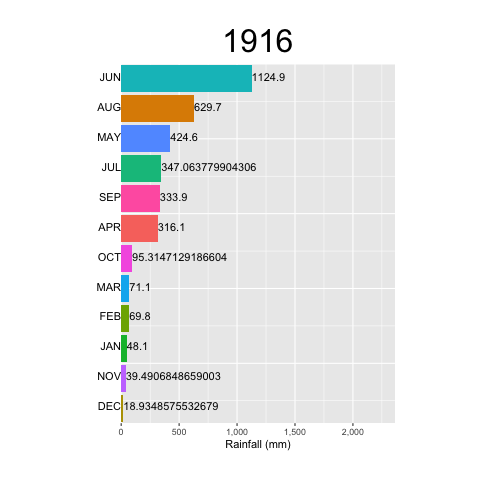 1916
JUN 1124.9
AUG 629.7
MAY 424.6
JUL 347.063779904306
SEP 333.9
APR 316.1
OCT 95.3147129186604
MAR 71.1
FEB 69.8
JAN 48.1
NOV 39.4906848659003
DEC 18.9348575532679
0 500 1,000 1,500 2,000
Rainfall (mm)